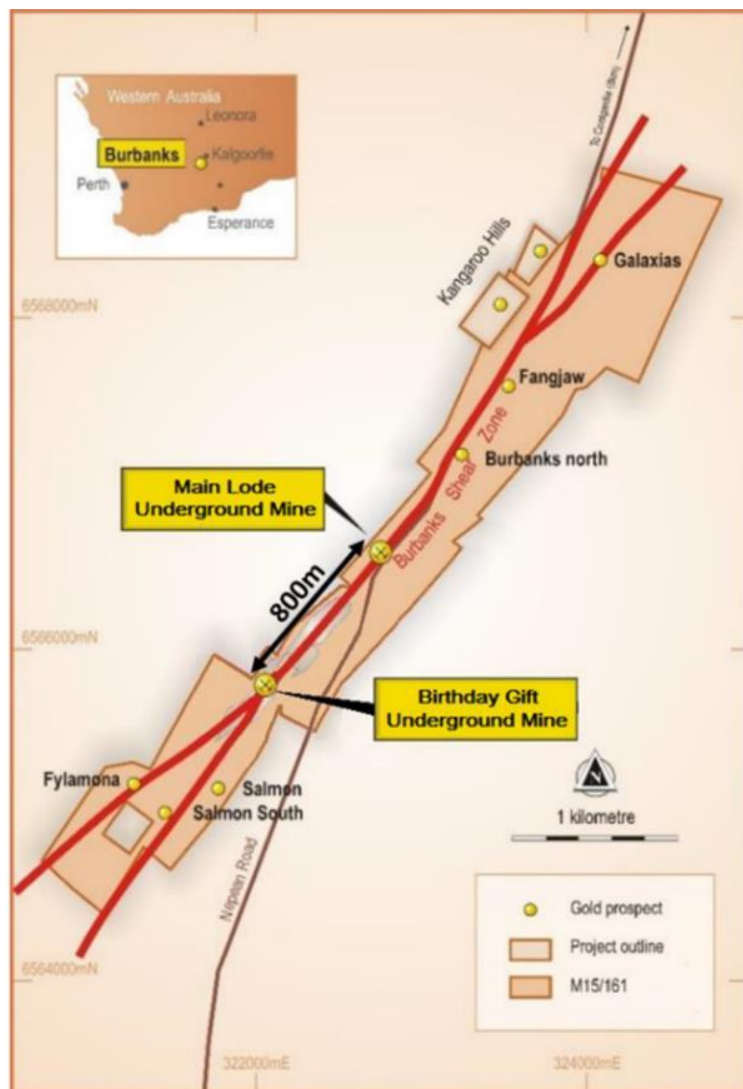 Western Australia
Leonora
Burbanks
Kalgoorlie
Perth
Esperance
To Coolgardie (8km)
Kangaroo Hills
Galaxias
6568000mN
Fangjaw
Burbanks north
Burbanks Shear Zone
Main Lode
Underground Mine
800m
6566000mN
Birthday Gift
Underground Mine
Fylamona
Salmon
Salmon South
N
1 kilometre
Nepean Road
Gold prospect
Project outline
M15/161
6564000mN
322000mE
324000mE